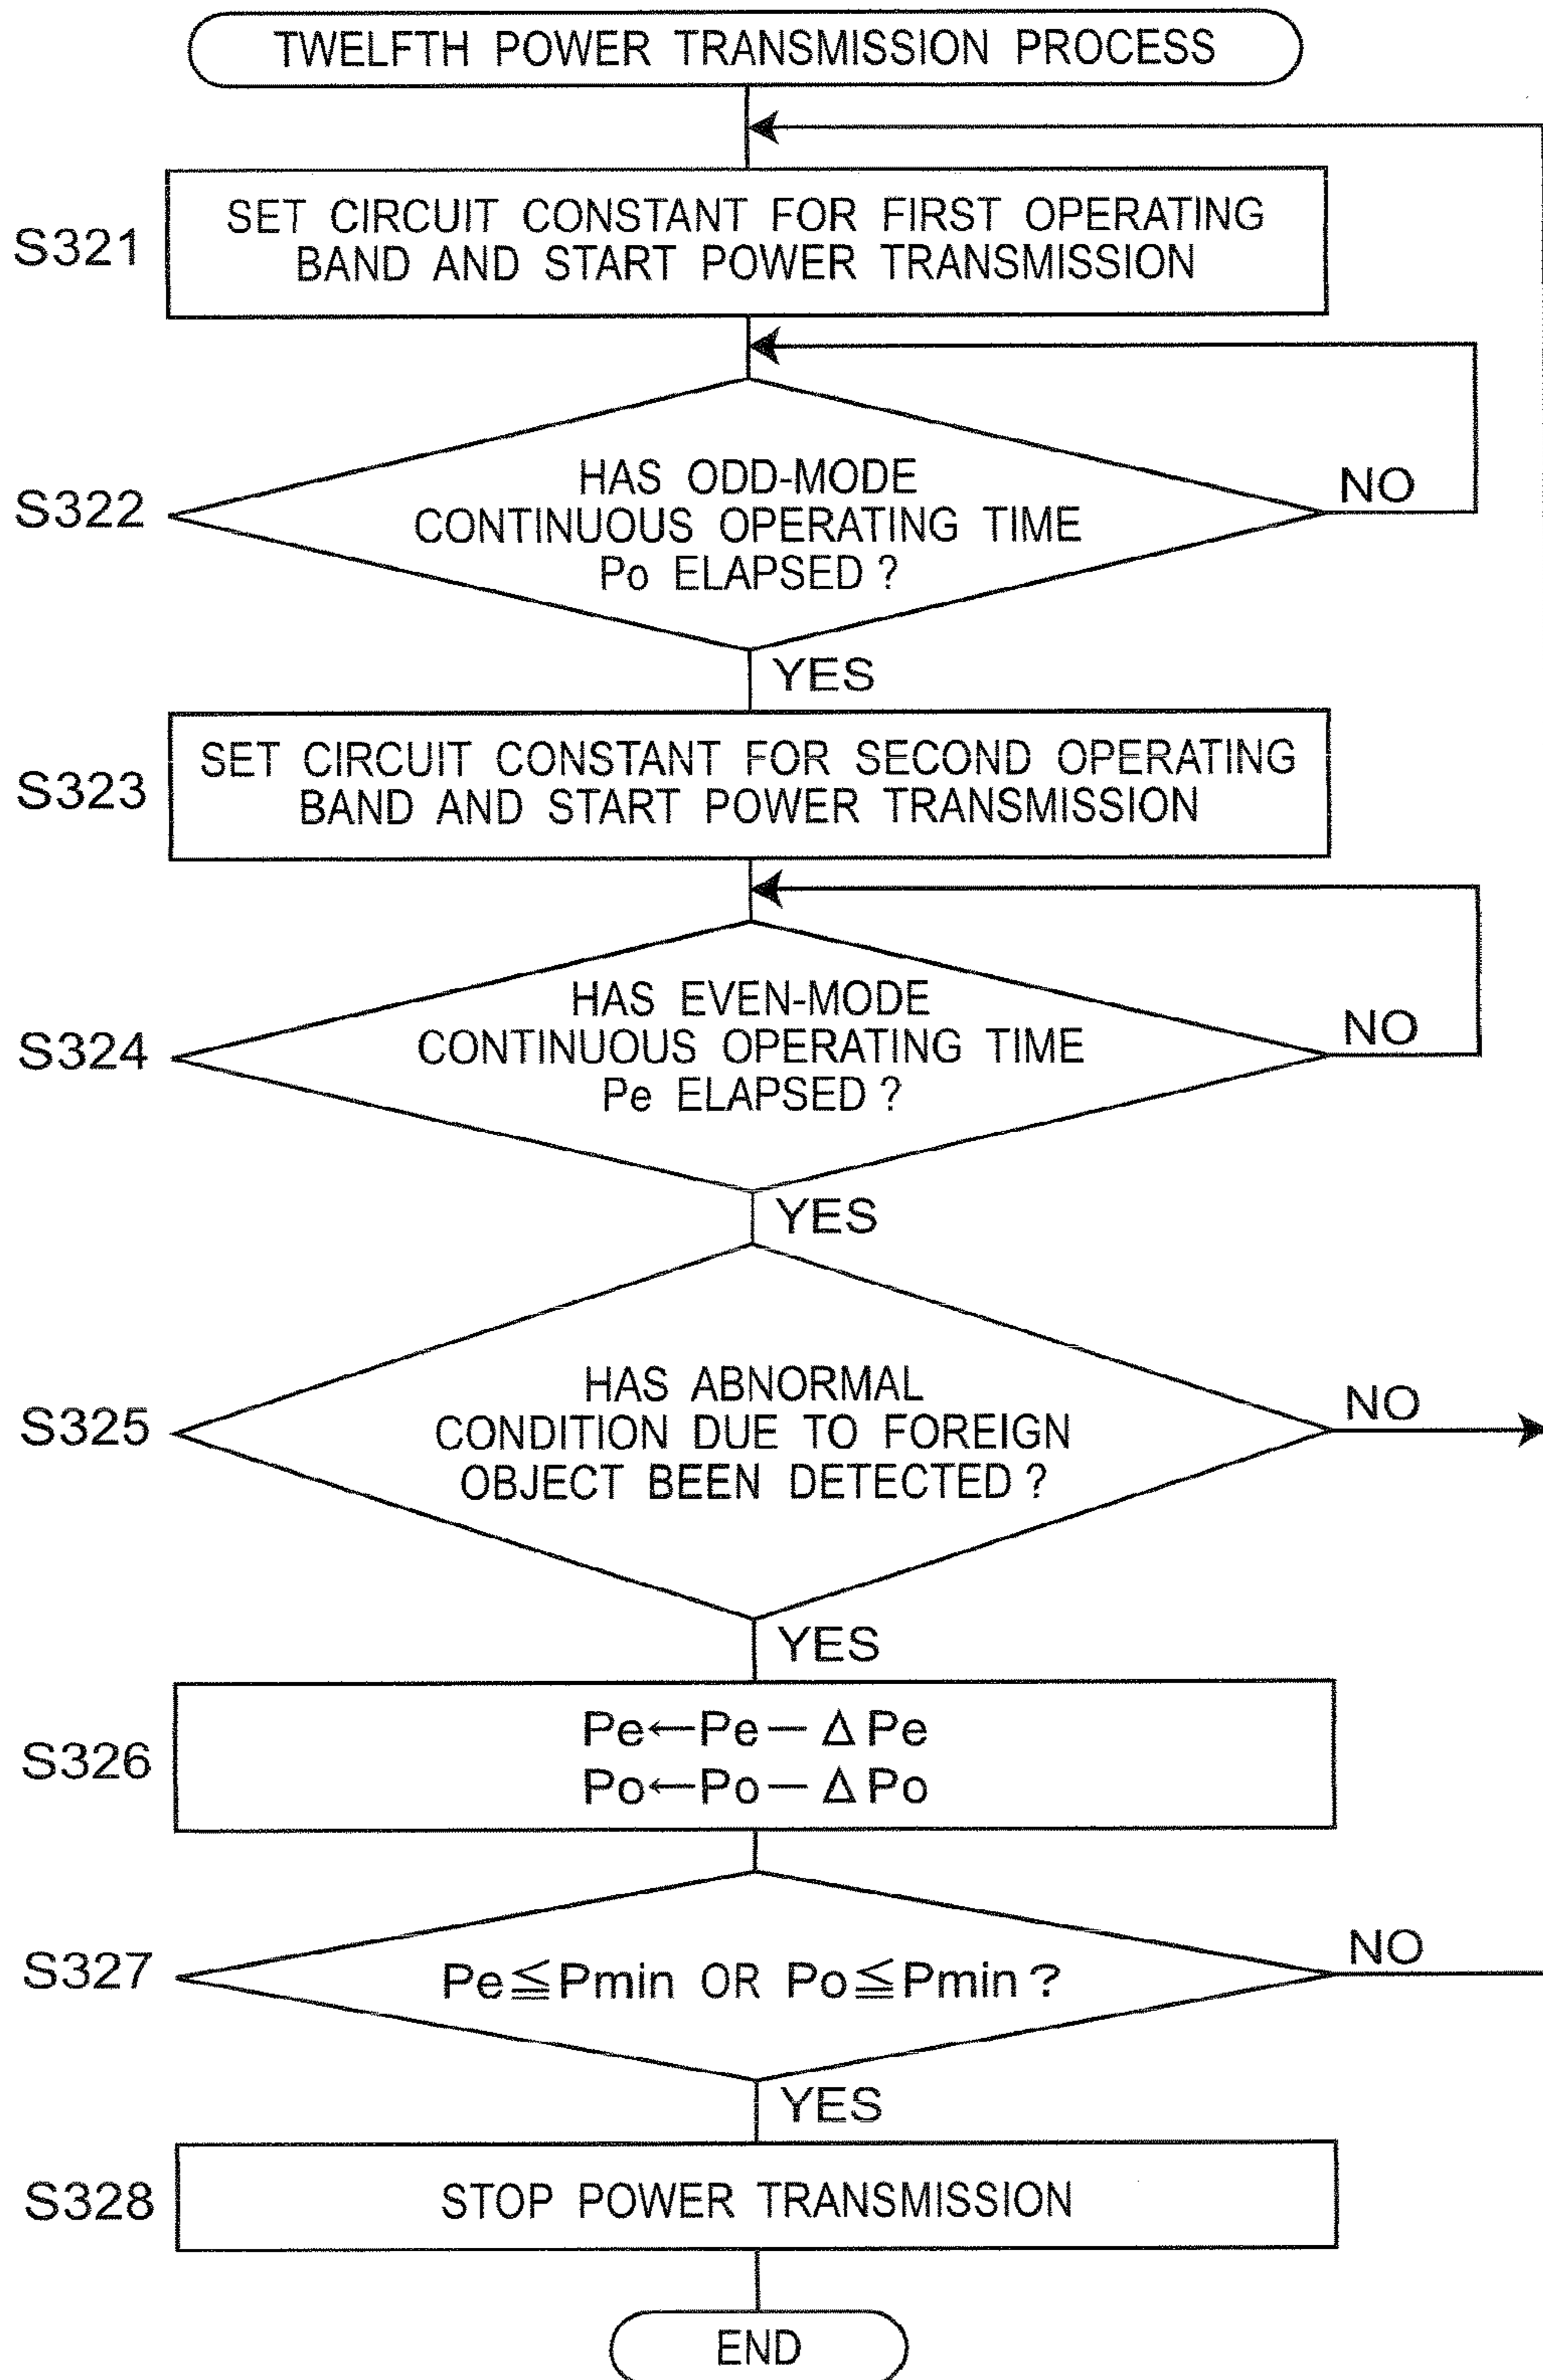 TWELFTH POWER TRANSMISSION PROCESS
S321
SET CIRCUIT CONSTANT FOR FIRST OPERATING
BAND AND START POWER TRANSMISSION
S322
HAS ODD-MODE
CONTINUOUS OPERATING TIME
Po ELAPSED ?
NO
YES
S323
SET CIRCUIT CONSTANT FOR SECOND OPERATING
BAND AND START POWER TRANSMISSION
S324
HAS EVEN-MODE
CONTINUOUS OPERATING TIME
Pe ELAPSED ?
NO
YES
S325
HAS ABNORMAL
CONDITION DUE TO FOREIGN
OBJECT BEEN DETECTED ?
NO
YES
S326
Pe←Pe－Δ Pe
Po←Po－Δ Po
S327
Pe≦Pmin OR Po≦Pmin ?
NO
YES
S328
STOP POWER TRANSMISSION
END